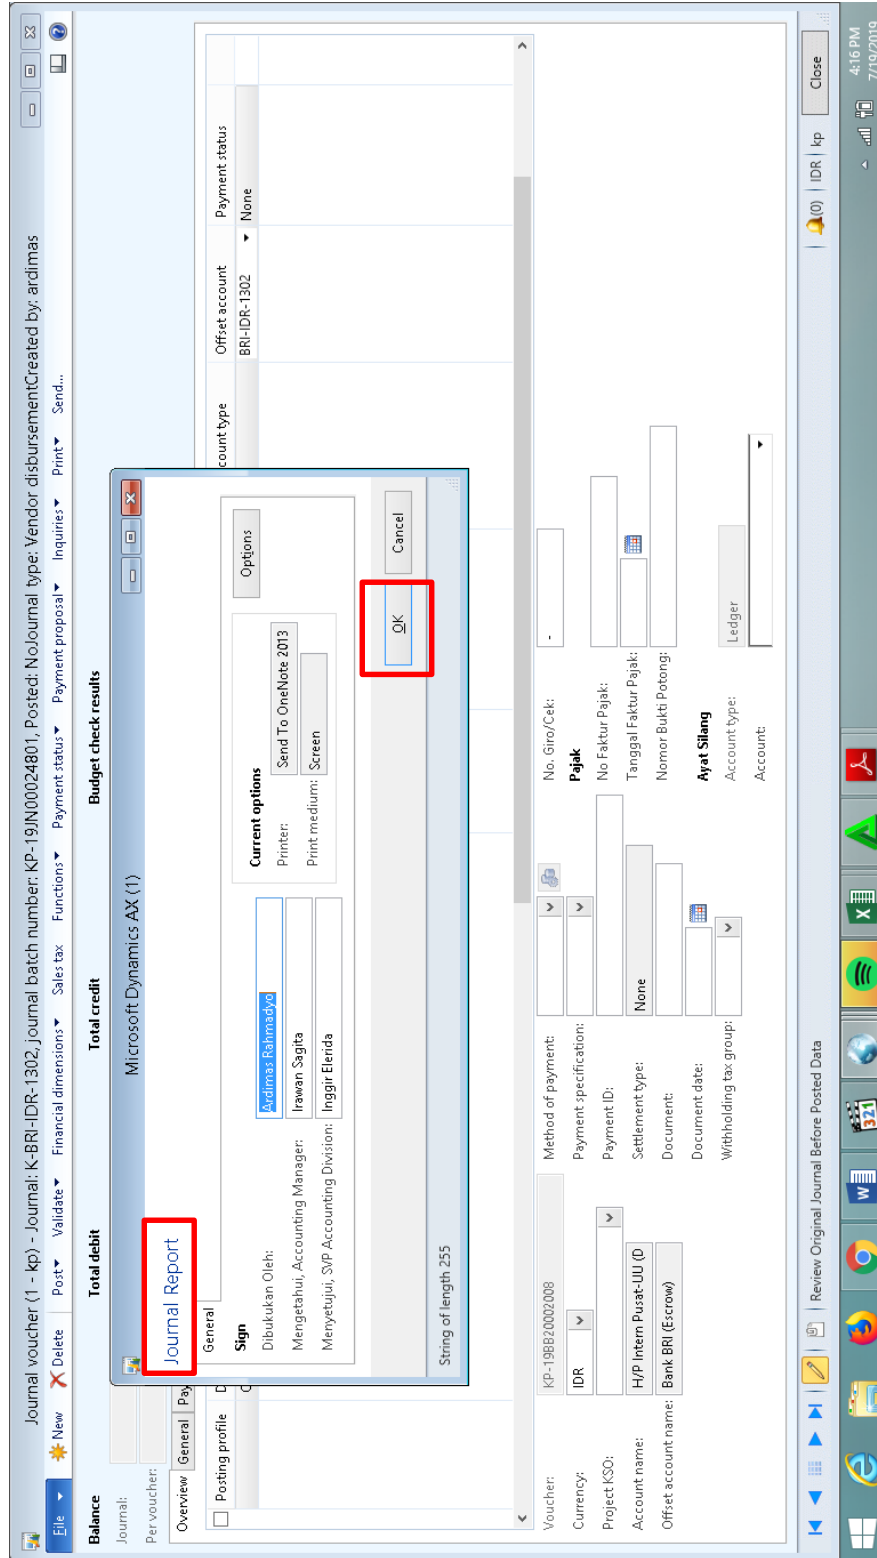 Journal voucher (1 - kp) - Journal: K-BRI-IDR-1302, journal batch number: KP-19JN00024801, Posted: NoJournal type: Vendor disbursementCreated by: ardimas
File New Delete Post Validate Financial dimensions Sales tax Functions Payment status Payment proposal Inquiries Print Send...
Balance Total debit Total credit Budget check results
Journal:
Per voucher:
Overview General Pay
Posting profile D count type Offset account Payment status
BRI-IDR-1302 None
Microsoft Dynamics AX (1)
Journal Report
General
Sign
Dibukukan Oleh: Ardimas Rahmadyo
Mengetahui, Accounting Manager: Irawan Sagita
Menyetujui, SVP Accounting Division: Inggir Elerida
Current options
Printer: Send To OneNote 2013
Print medium: Screen
Options
OK Cancel
String of length 255
Voucher: KP-19BB20002008
Currency: IDR
Project KSO:
Account name: H/P Intern Pusat-UU (D
Offset account name: Bank BRI (Escrow)
Method of payment:
Payment specification:
Payment ID:
Settlement type: None
Document:
Document date:
Withholding tax group:
No. Giro/Cek: -
Pajak
No Faktur Pajak:
Tanggal Faktur Pajak:
Nomor Bukti Potong:
Ayat Silang
Account type: Ledger
Account:
Review Original Journal Before Posted Data (0) IDR kp Close
321
4:16 PM
7/19/2019